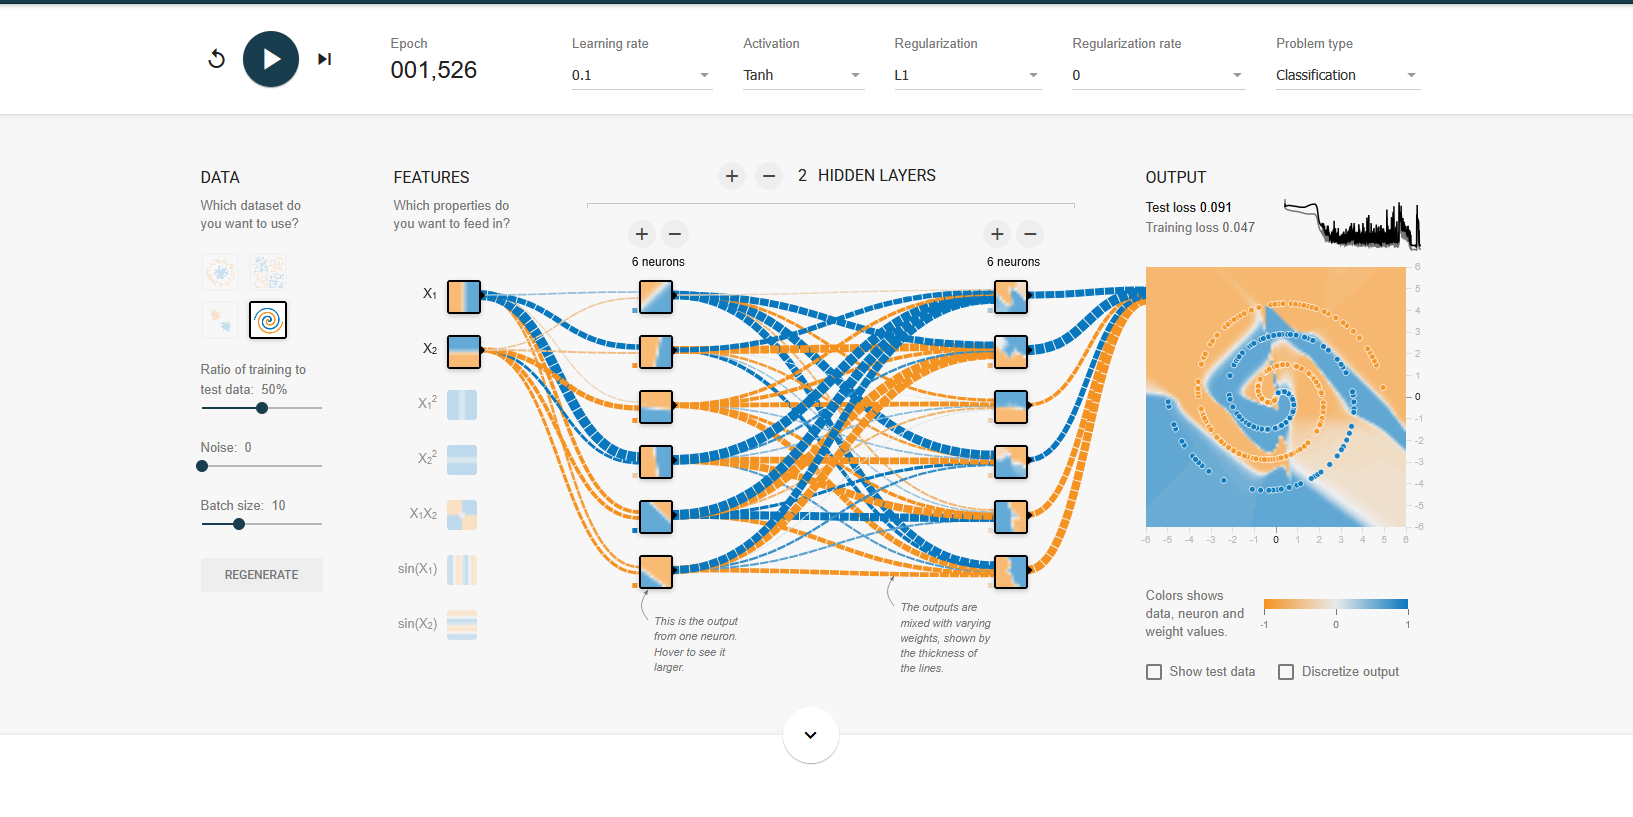 Epoch
001,526
Learning rate
0.1
Activation
Tanh
Regularization
L1
Regularization rate
0
Problem type
Classification
DATA
Which dataset do
you want to use?
Ratio of training to
test data: 50%
Noise: 0
Batch size: 10
REGENERATE
FEATURES
Which properties do
you want to feed in?
X1
X2
X1²
X2²
X1X2
sin(X1)
sin(X2)
+ − 2 HIDDEN LAYERS
+ −
6 neurons
+ −
6 neurons
This is the output
from one neuron.
Hover to see it
larger.
The outputs are
mixed with varying
weights, shown by
the thickness of
the lines.
OUTPUT
Test loss 0.091
Training loss 0.047
6
5
4
3
2
1
0
-1
-2
-3
-4
-5
-6
-6 -5 -4 -3 -2 -1 0 1 2 3 4 5 6
Colors shows
data, neuron and
weight values.
-1 0 1
Show test data
Discretize output